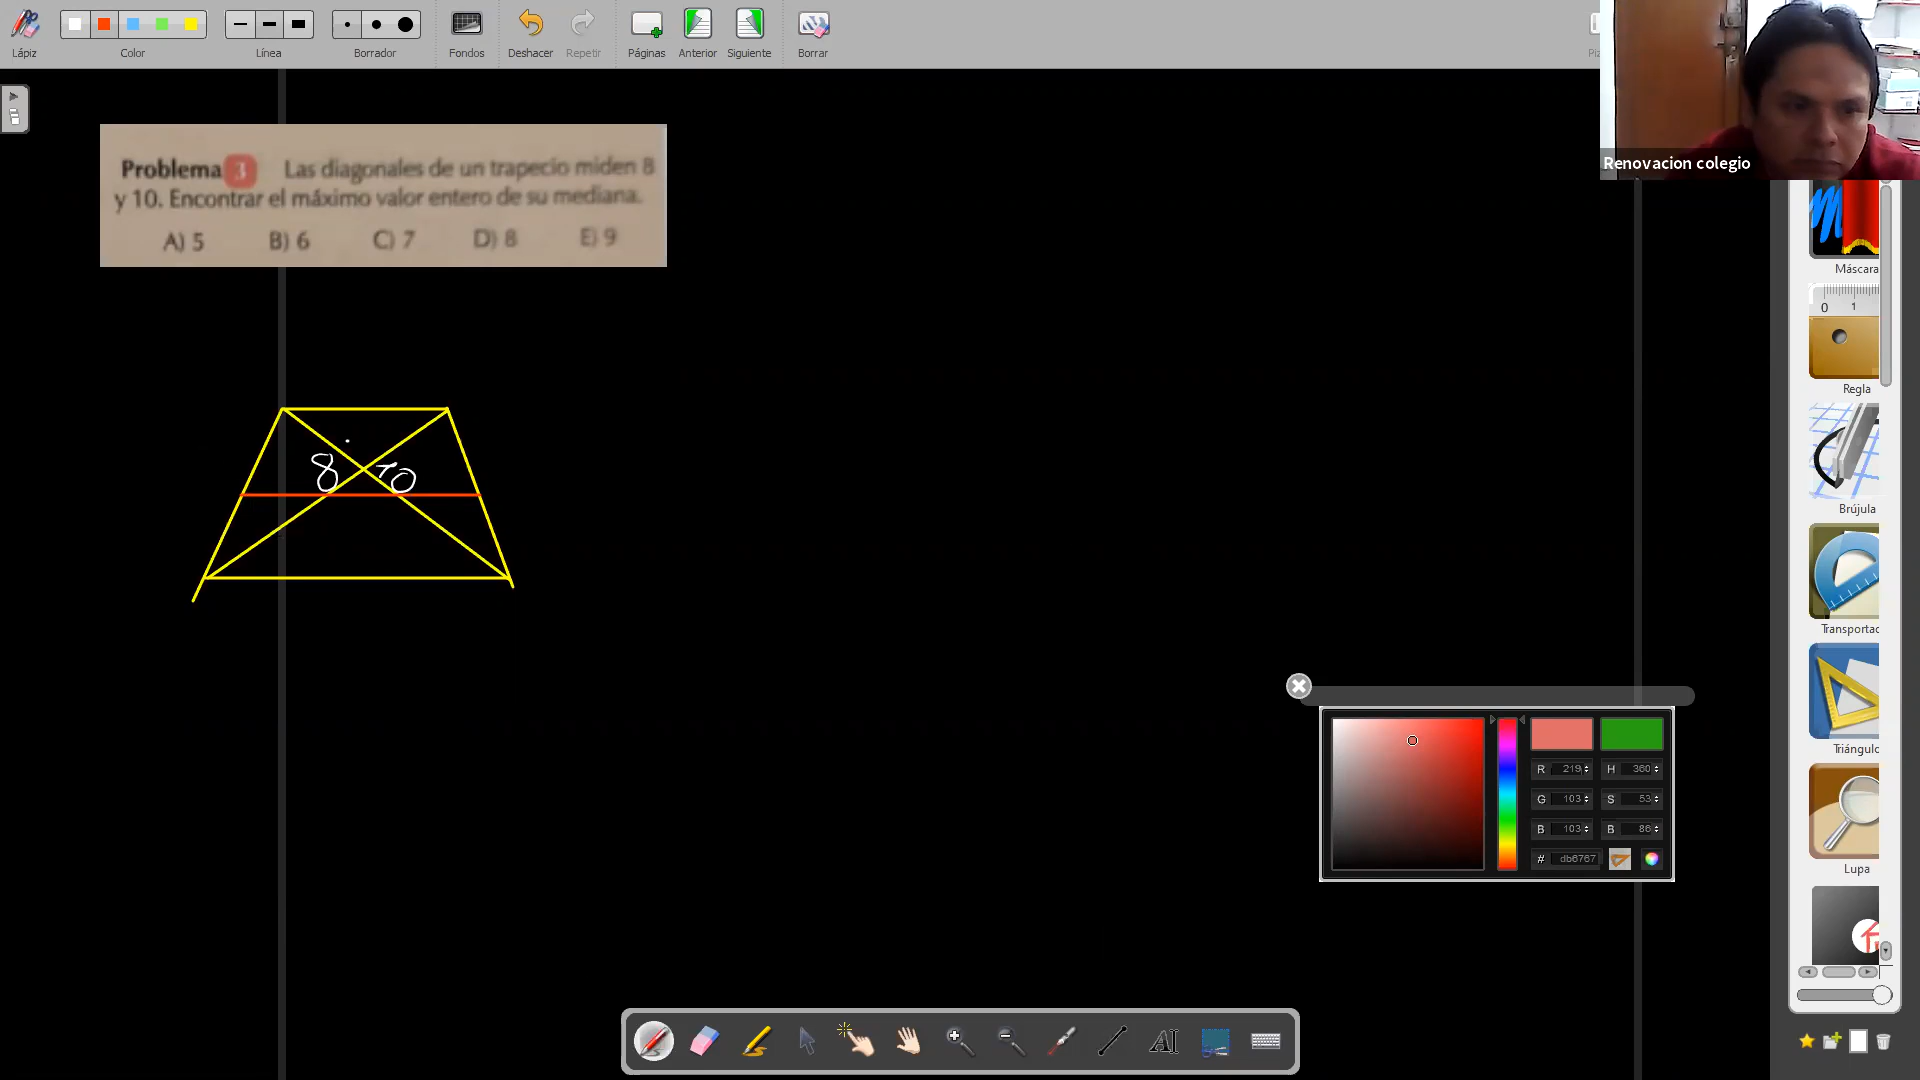 Lápiz
Color
Línea
Borrador
Fondos
Deshacer
Repetir
Páginas
Anterior
Siguiente
Borrar
Renovacion colegio
Problema 3 Las diagonales de un trapecio miden 8
y 10. Encontrar el máximo valor entero de su mediana.
A) 5 B) 6 C) 7 D) 8 E) 9
8 10
Máscara
0 1
Regla
Brújula
Transportad
Triángulo
Lupa
R 219 H 360
G 103 S 53
B 103 B 86
# db6767
AI